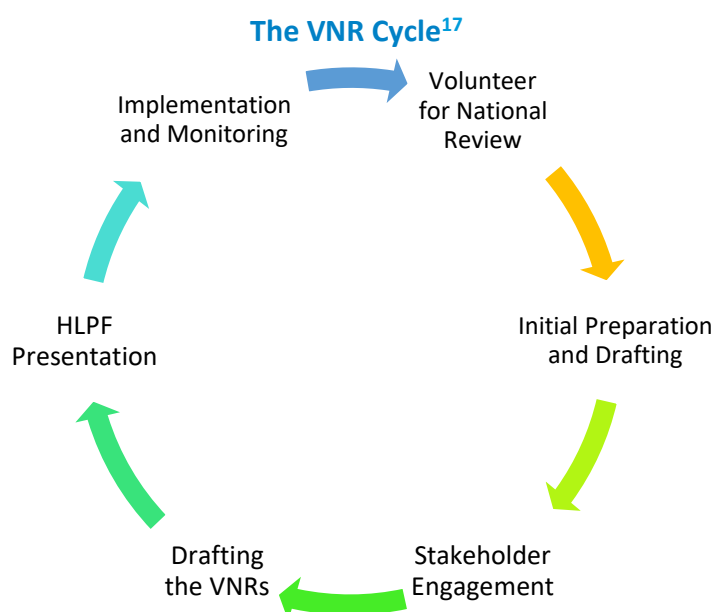 The VNR Cycle17
Volunteer
for National
Review
Initial Preparation
and Drafting
Stakeholder
Engagement
Drafting
the VNRs
HLPF
Presentation
Implementation
and Monitoring